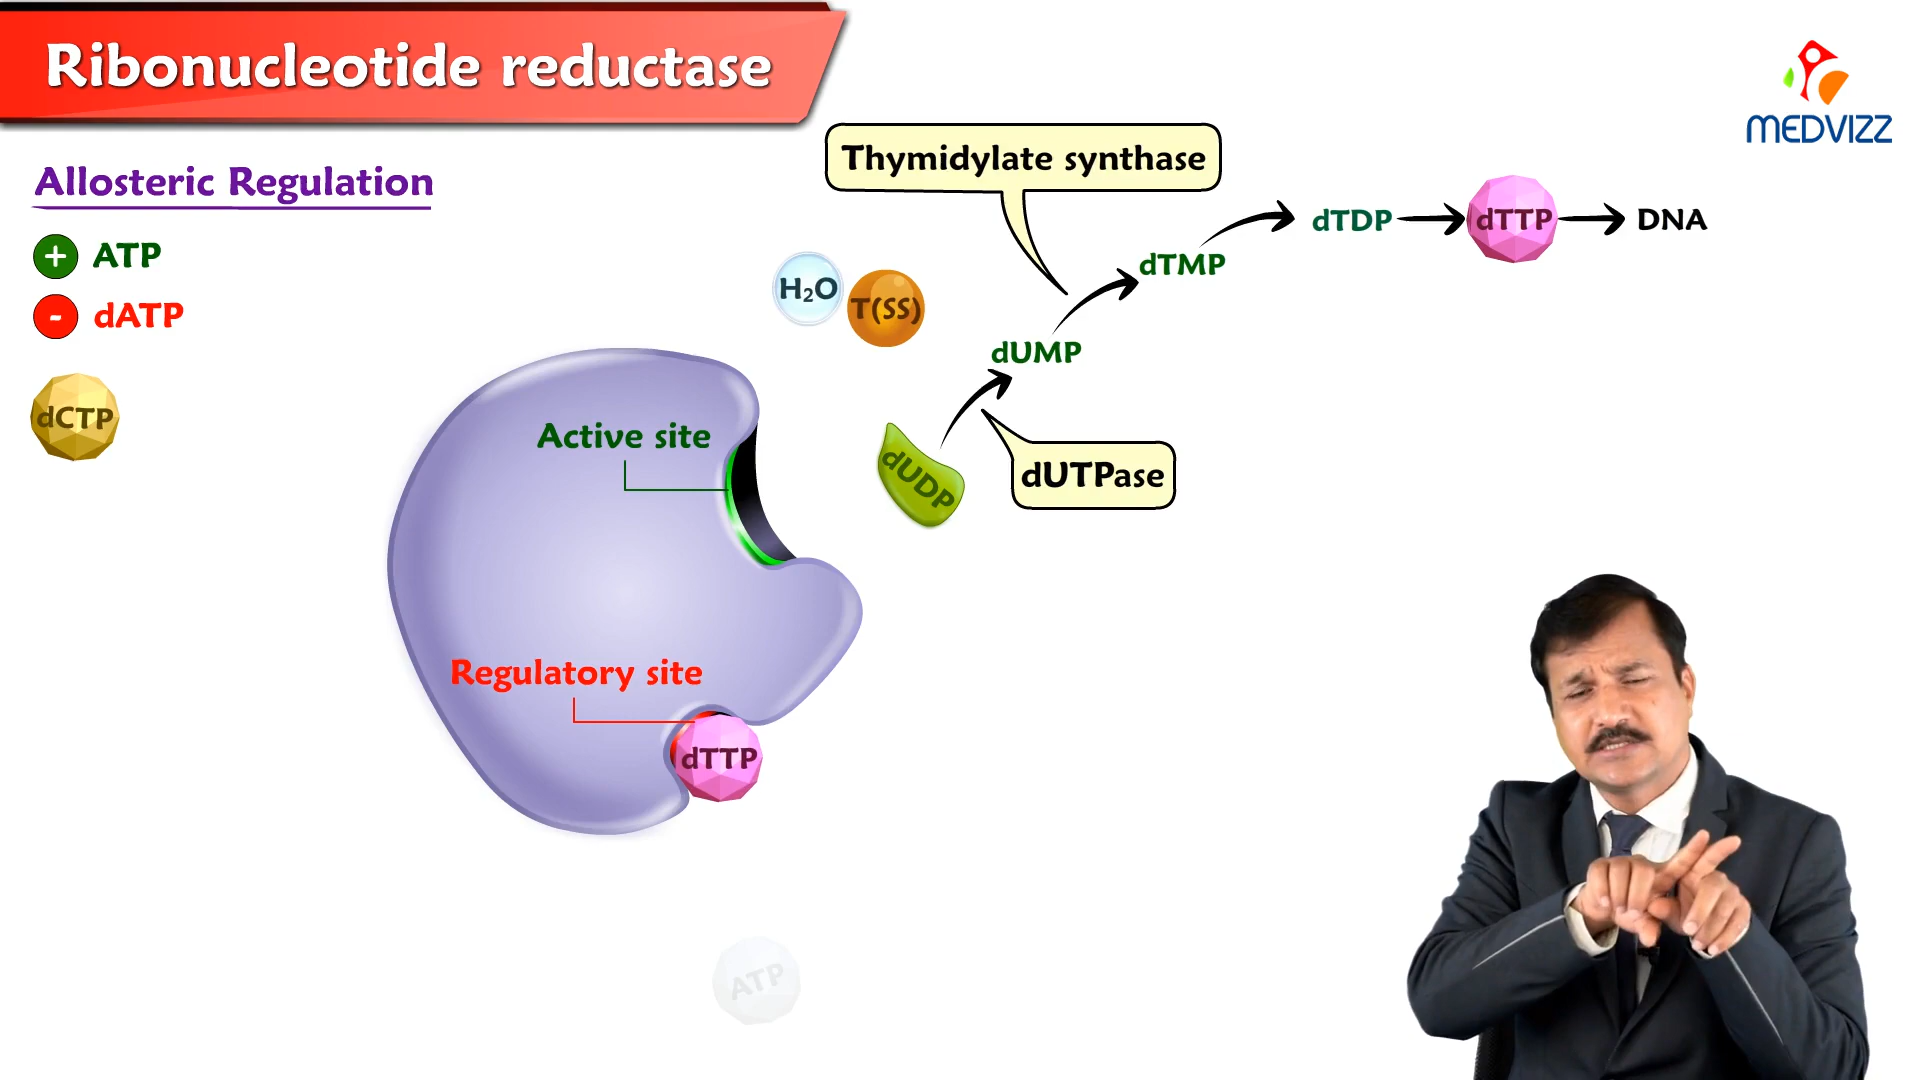 Ribonucleotide reductase
MEDVIZZ
Allosteric Regulation
+ ATP
- dATP
dCTP
Thymidylate synthase
dTDP
dTTP
DNA
dTMP
H₂O
T(SS)
dUMP
Active site
dUDP
dUTPase
Regulatory site
dTTP
ATP